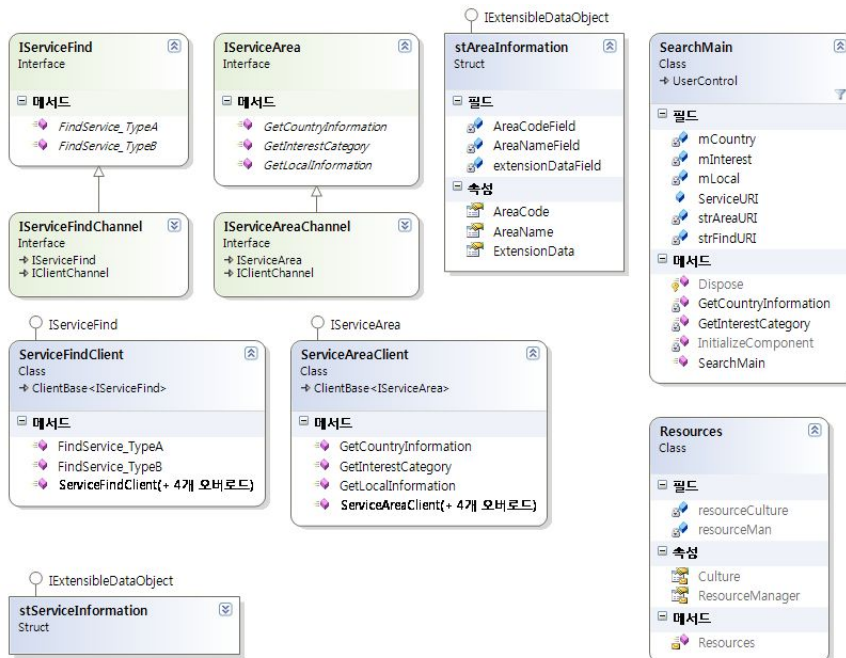 IServiceFind
Interface
메서드
FindService_TypeA
FindService_TypeB
IServiceArea
Interface
메서드
GetCountryInformation
GetInterestCategory
GetLocalInformation
IExtensibleDataObject
stAreaInformation
Struct
필드
AreaCodeField
AreaNameField
extensionDataField
속성
AreaCode
AreaName
ExtensionData
SearchMain
Class
UserControl
필드
mCountry
mInterest
mLocal
ServiceURI
strAreaURI
strFindURI
메서드
Dispose
GetCountryInformation
GetInterestCategory
InitializeComponent
SearchMain
IServiceFindChannel
Interface
IServiceFind
IClientChannel
IServiceAreaChannel
Interface
IServiceArea
IClientChannel
IServiceFind
ServiceFindClient
Class
ClientBase<IServiceFind>
메서드
FindService_TypeA
FindService_TypeB
ServiceFindClient(+ 4개 오버로드)
IServiceArea
ServiceAreaClient
Class
ClientBase<IServiceArea>
메서드
GetCountryInformation
GetInterestCategory
GetLocalInformation
ServiceAreaClient(+ 4개 오버로드)
Resources
Class
필드
resourceCulture
resourceMan
속성
Culture
ResourceManager
메서드
Resources
IExtensibleDataObject
stServiceInformation
Struct